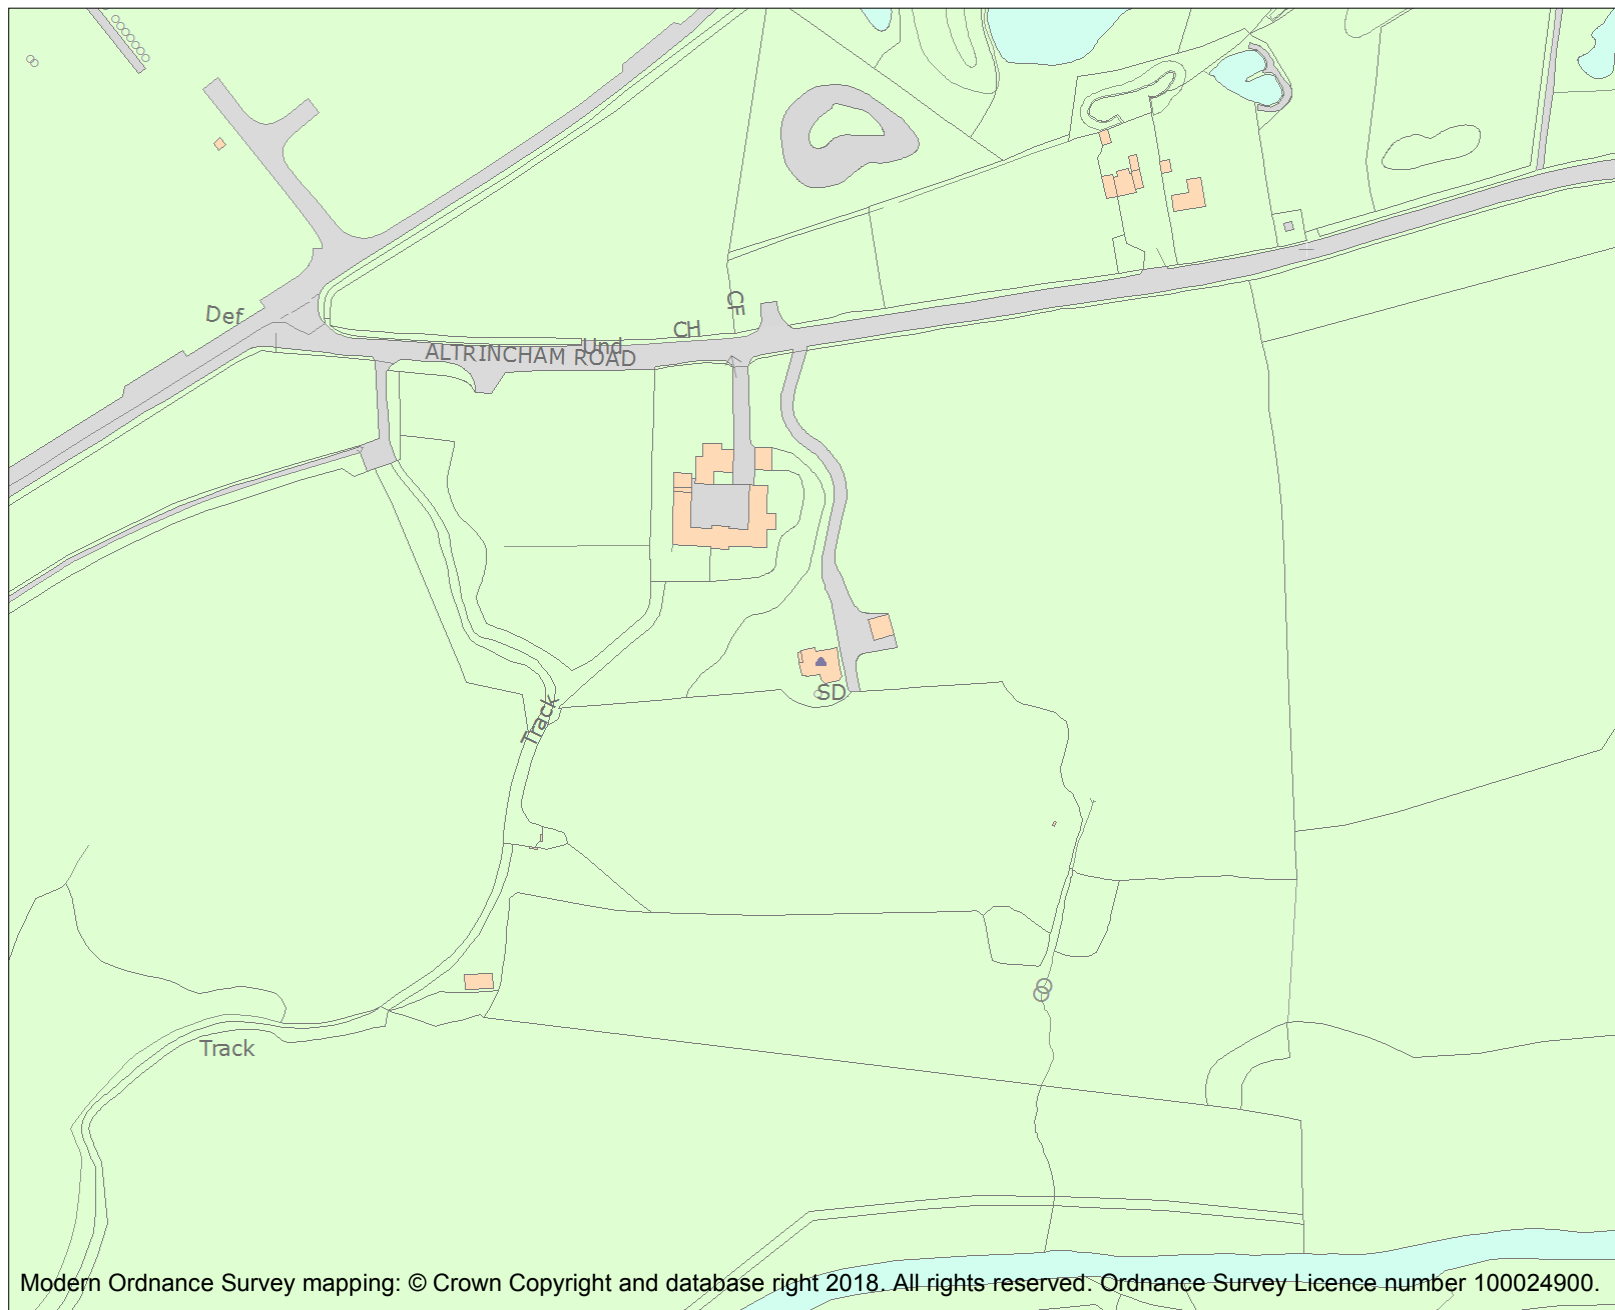 CF
Def
CH
Und
ALTRINCHAM ROAD
SD
Track
Track
Modern Ordnance Survey mapping: © Crown Copyright and database right 2018. All rights reserved. Ordnance Survey Licence number 100024900.